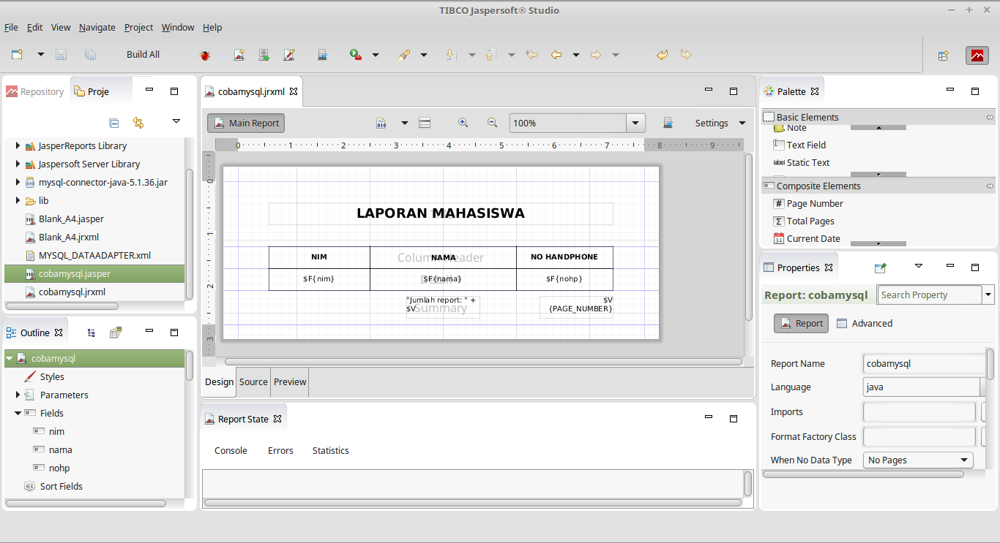 TIBCO Jaspersoft® Studio
File Edit View Navigate Project Window Help
Build All
Repository Proje
JasperReports Library
Jaspersoft Server Library
mysql-connector-java-5.1.36.jar
lib
Blank_A4.jasper
Blank_A4.jrxml
MYSQL_DATAADAPTER.xml
cobamysql.jasper
cobamysql.jrxml
Outline
cobamysql
Styles
Parameters
Fields
nim
nama
nohp
Sort Fields
cobamysql.jrxml
Main Report 100% Settings
0 1 2 3 4 5 6 7 8 9
0
1
2
3
LAPORAN MAHASISWA
Column Header
NIM NAMA NO HANDPHONE
$F{nim} $F{nama} $F{nohp}
"Jumlah report: " + $V
$V {PAGE_NUMBER}
Summary
Design Source Preview
Report State
Console Errors Statistics
Palette
Basic Elements
Note
Text Field
label Static Text
Composite Elements
# Page Number
Σ Total Pages
Current Date
Properties
Report: cobamysql Search Property
Report Advanced
Report Name cobamysql
Language java
Imports
Format Factory Class
When No Data Type No Pages